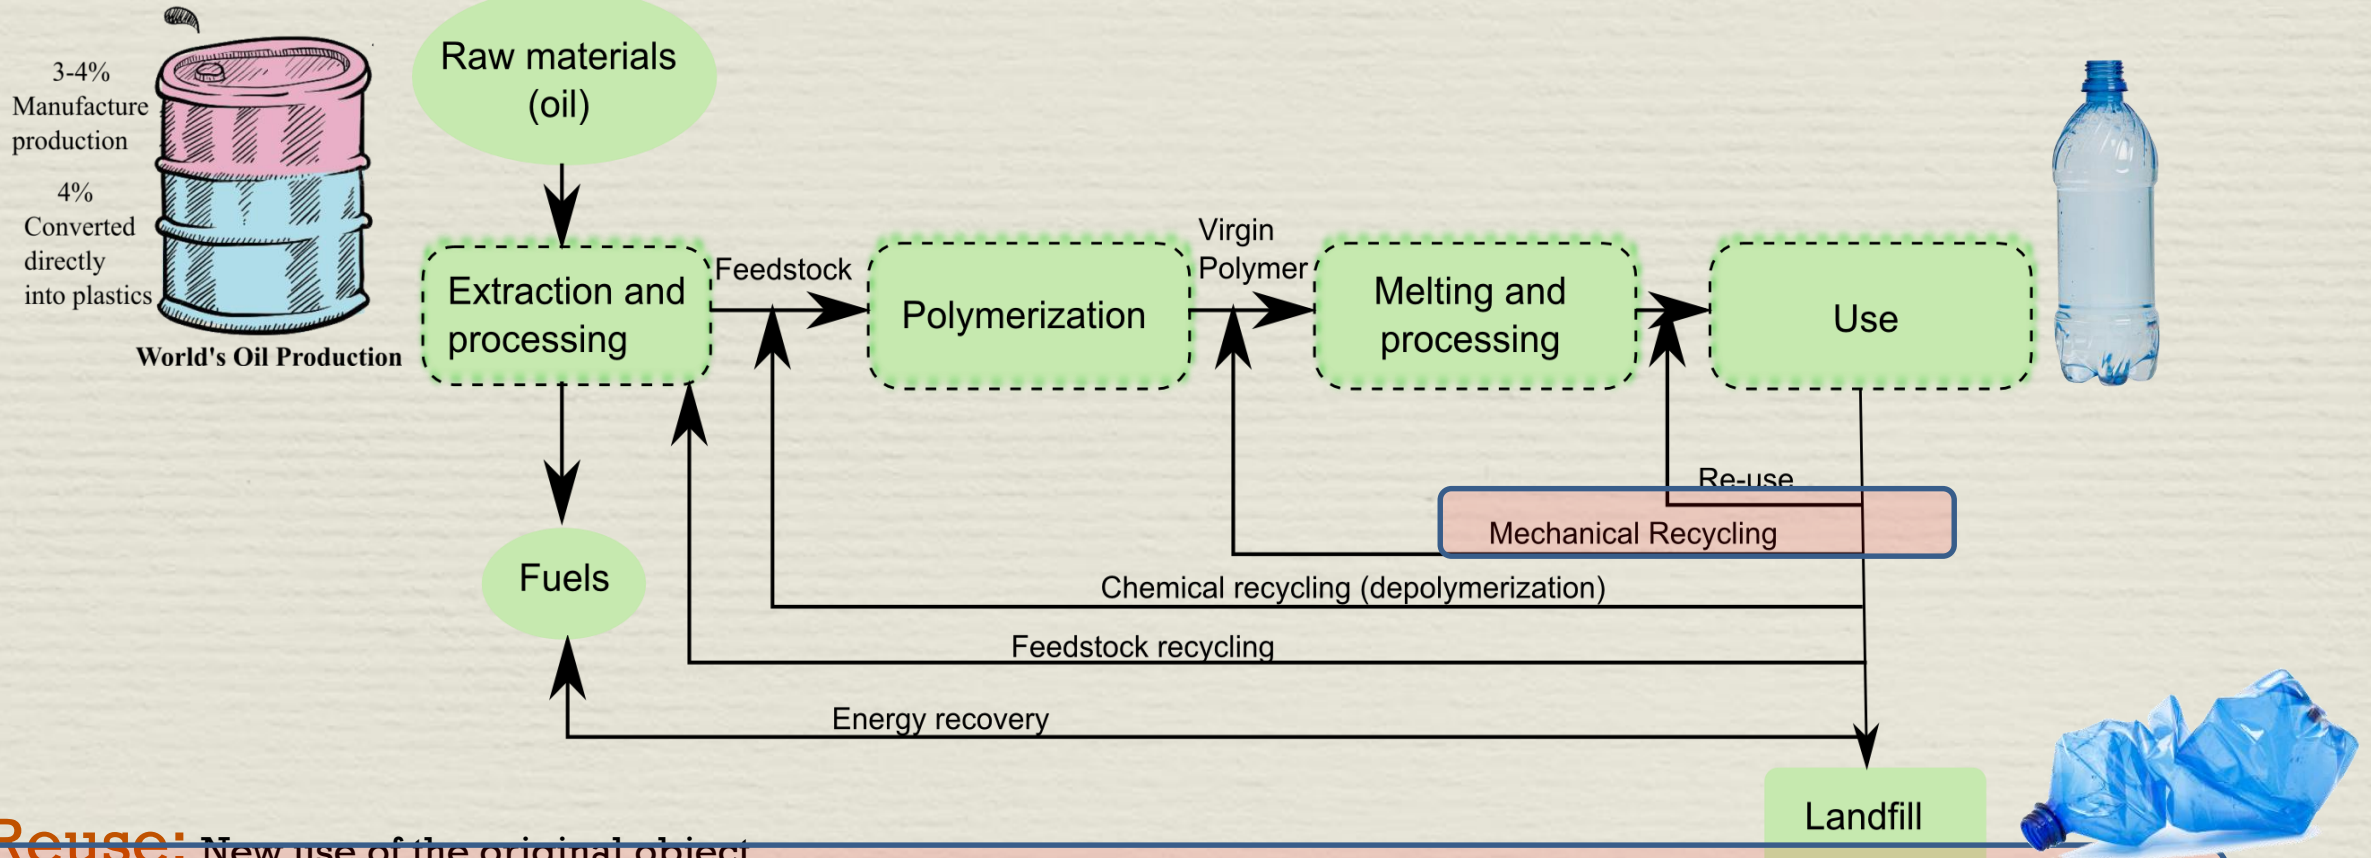 3-4%
Manufacture
production
4%
Converted
directly
into plastics
World's Oil Production
Raw materials
(oil)
Extraction and
processing
Feedstock
Polymerization
Virgin
Polymer
Melting and
processing
Use
Re-use
Mechanical Recycling
Chemical recycling (depolymerization)
Feedstock recycling
Fuels
Energy recovery
Landfill
Reuse: New use of the original object